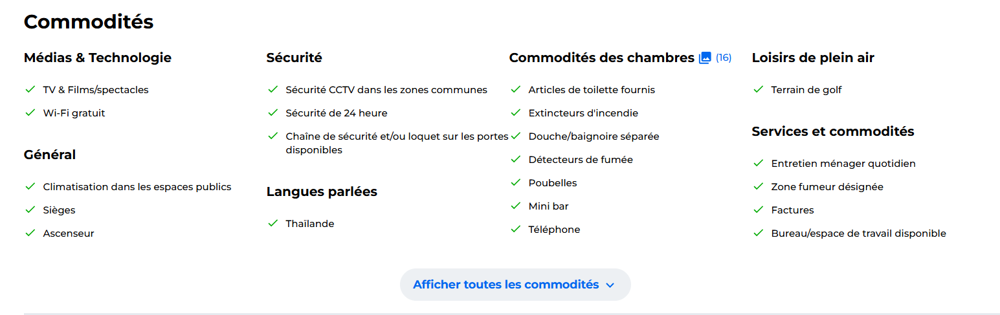 Commodités
Médias & Technologie
TV & Films/spectacles
Wi-Fi gratuit
Général
Climatisation dans les espaces publics
Sièges
Ascenseur
Sécurité
Sécurité CCTV dans les zones communes
Sécurité de 24 heure
Chaîne de sécurité et/ou loquet sur les portes
disponibles
Langues parlées
Thaïlande
Commodités des chambres (16)
Articles de toilette fournis
Extincteurs d'incendie
Douche/baignoire séparée
Détecteurs de fumée
Poubelles
Mini bar
Téléphone
Loisirs de plein air
Terrain de golf
Services et commodités
Entretien ménager quotidien
Zone fumeur désignée
Factures
Bureau/espace de travail disponible
Afficher toutes les commodités